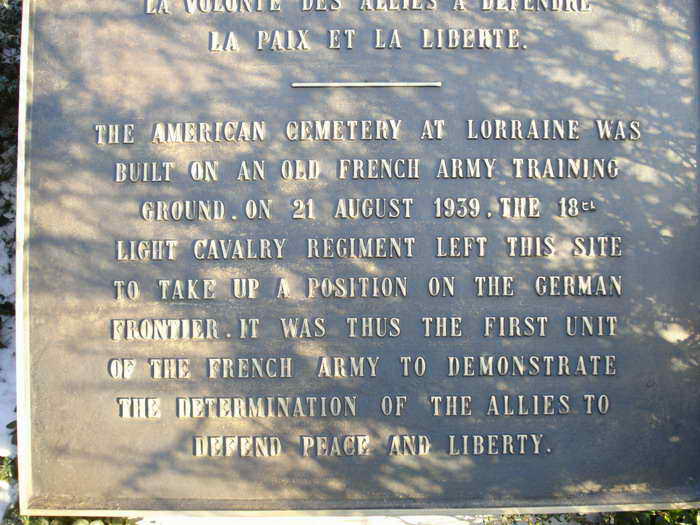 LA VOLONTE DES ALLIES A DEFENDRE
LA PAIX ET LA LIBERTE.
THE AMERICAN CEMETERY AT LORRAINE WAS
BUILT ON AN OLD FRENCH ARMY TRAINING
GROUND. ON 21 AUGUST 1939, THE 18th
LIGHT CAVALRY REGIMENT LEFT THIS SITE
TO TAKE UP A POSITION ON THE GERMAN
FRONTIER. IT WAS THUS THE FIRST UNIT
OF THE FRENCH ARMY TO DEMONSTRATE
THE DETERMINATION OF THE ALLIES TO
DEFEND PEACE AND LIBERTY.